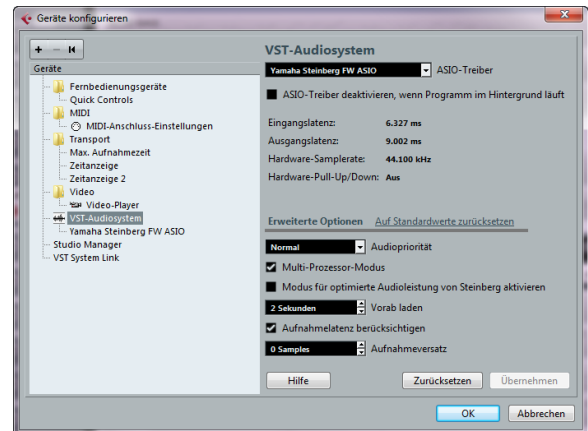 Geräte konfigurieren
Geräte
Fernbedienungsgeräte
Quick Controls
MIDI
MIDI-Anschluss-Einstellungen
Transport
Max. Aufnahmezeit
Zeitanzeige
Zeitanzeige 2
Video
Video-Player
VST-Audiosystem
Yamaha Steinberg FW ASIO
Studio Manager
VST System Link
VST-Audiosystem
Yamaha Steinberg FW ASIO ASIO-Treiber
ASIO-Treiber deaktivieren, wenn Programm im Hintergrund läuft
Eingangslatenz: 6.327 ms
Ausgangslatenz: 9.002 ms
Hardware-Samplerate: 44.100 kHz
Hardware-Pull-Up/Down: Aus
Erweiterte Optionen Auf Standardwerte zurücksetzen
Normal Audiopriorität
Multi-Prozessor-Modus
Modus für optimierte Audioleistung von Steinberg aktivieren
2 Sekunden Vorab laden
Aufnahmelatenz berücksichtigen
0 Samples Aufnahmeversatz
Hilfe Zurücksetzen Übernehmen
OK Abbrechen